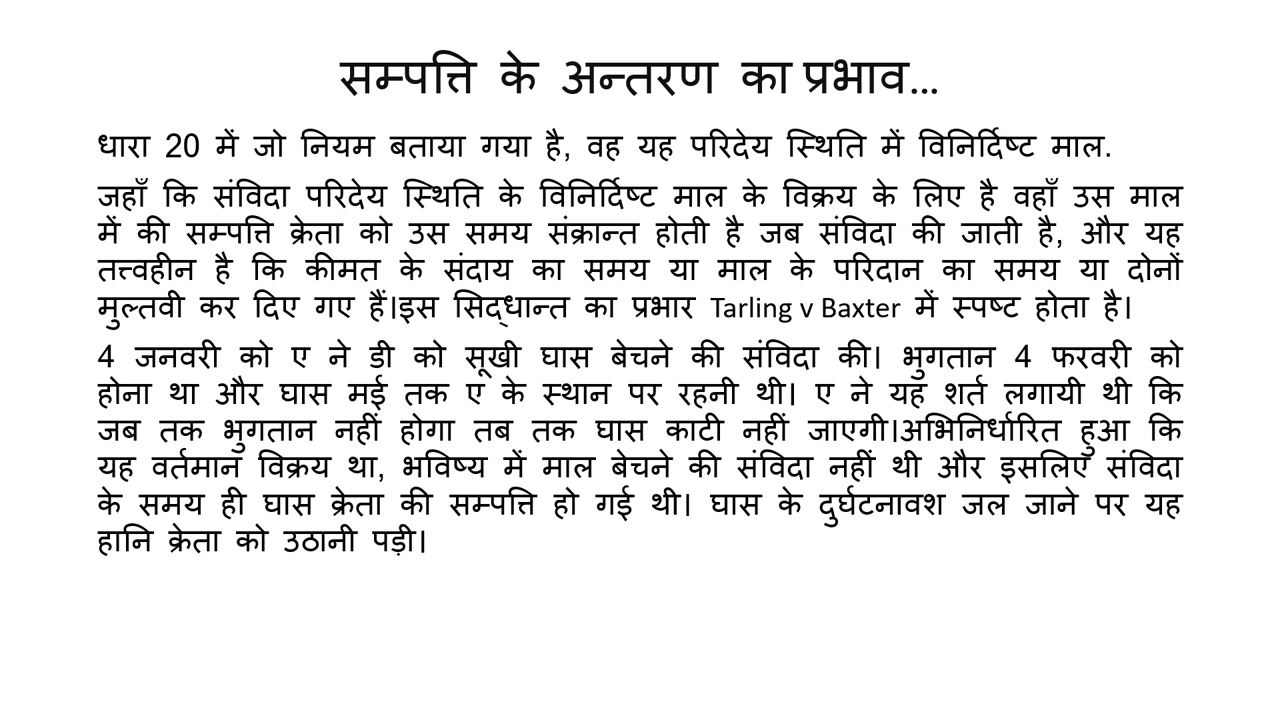 सम्पत्ति के अन्तरण का प्रभाव...
धारा 20 में जो नियम बताया गया है, वह यह परिदेय स्थिति में विनिर्दिष्ट माल.
जहाँ कि संविदा परिदेय स्थिति के विनिर्दिष्ट माल के विक्रय के लिए है वहाँ उस माल
में की सम्पत्ति क्रेता को उस समय संक्रान्त होती है जब संविदा की जाती है, और यह
तत्त्वहीन है कि कीमत के संदाय का समय या माल के परिदान का समय या दोनों
मुल्तवी कर दिए गए हैं।इस सिद्धान्त का प्रभार Tarling v Baxter में स्पष्ट होता है।
4 जनवरी को ए ने डी को सूखी घास बेचने की संविदा की। भुगतान 4 फरवरी को
होना था और घास मई तक ए के स्थान पर रहनी थी। ए ने यह शर्त लगायी थी कि
जब तक भुगतान नहीं होगा तब तक घास काटी नहीं जाएगी।अभिनिर्धारित हुआ कि
यह वर्तमान विक्रय था, भविष्य में माल बेचने की संविदा नहीं थी और इसलिए संविदा
के समय ही घास क्रेता की सम्पत्ति हो गई थी। घास के दुर्घटनावश जल जाने पर यह
हानि क्रेता को उठानी पड़ी।